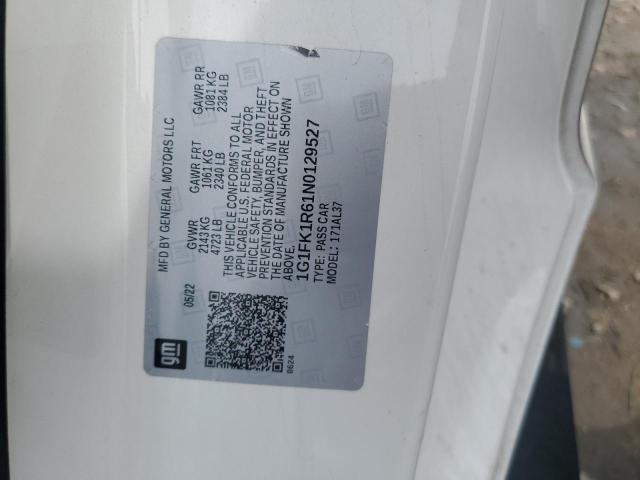 MFD BY GENERAL MOTORS LLC
05/22
GVWR GAWR FRT GAWR RR
2143 KG 1061 KG 1081 KG
4723 LB 2340 LB 2384 LB
THIS VEHICLE CONFORMS TO ALL
APPLICABLE U.S. FEDERAL MOTOR
VEHICLE SAFETY, BUMPER, AND THEFT
PREVENTION STANDARDS IN EFFECT ON
THE DATE OF MANUFACTURE SHOWN
ABOVE.
1G1FK1R61N0129527
TYPE: PASS CAR
MODEL: 171AL37
gm
B624